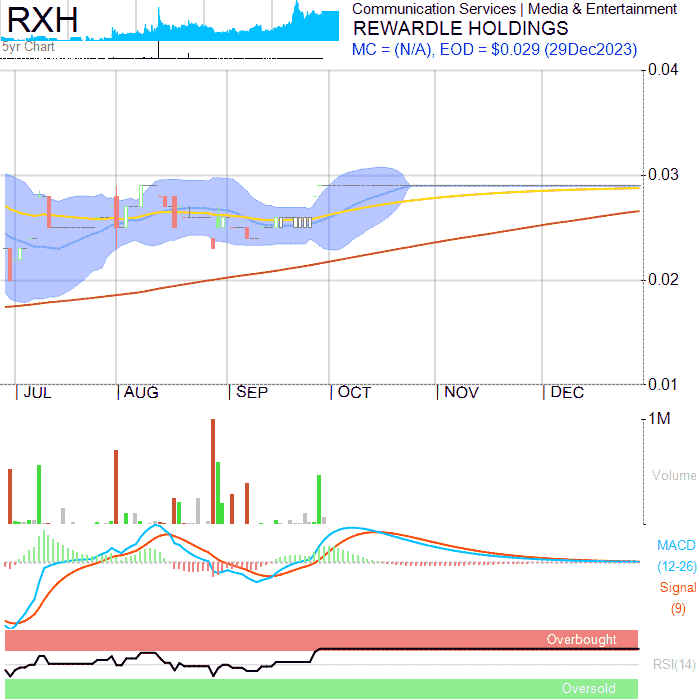 RXH
5yr Chart
Communication Services | Media & Entertainment
REWARDLE HOLDINGS
MC = (N/A), EOD = $0.029 (29Dec2023)
0.04
0.03
0.02
0.01
JUL AUG SEP OCT NOV DEC
1M
Volume
MACD
(12-26)
Signal
(9)
Overbought
RSI(14)
Oversold